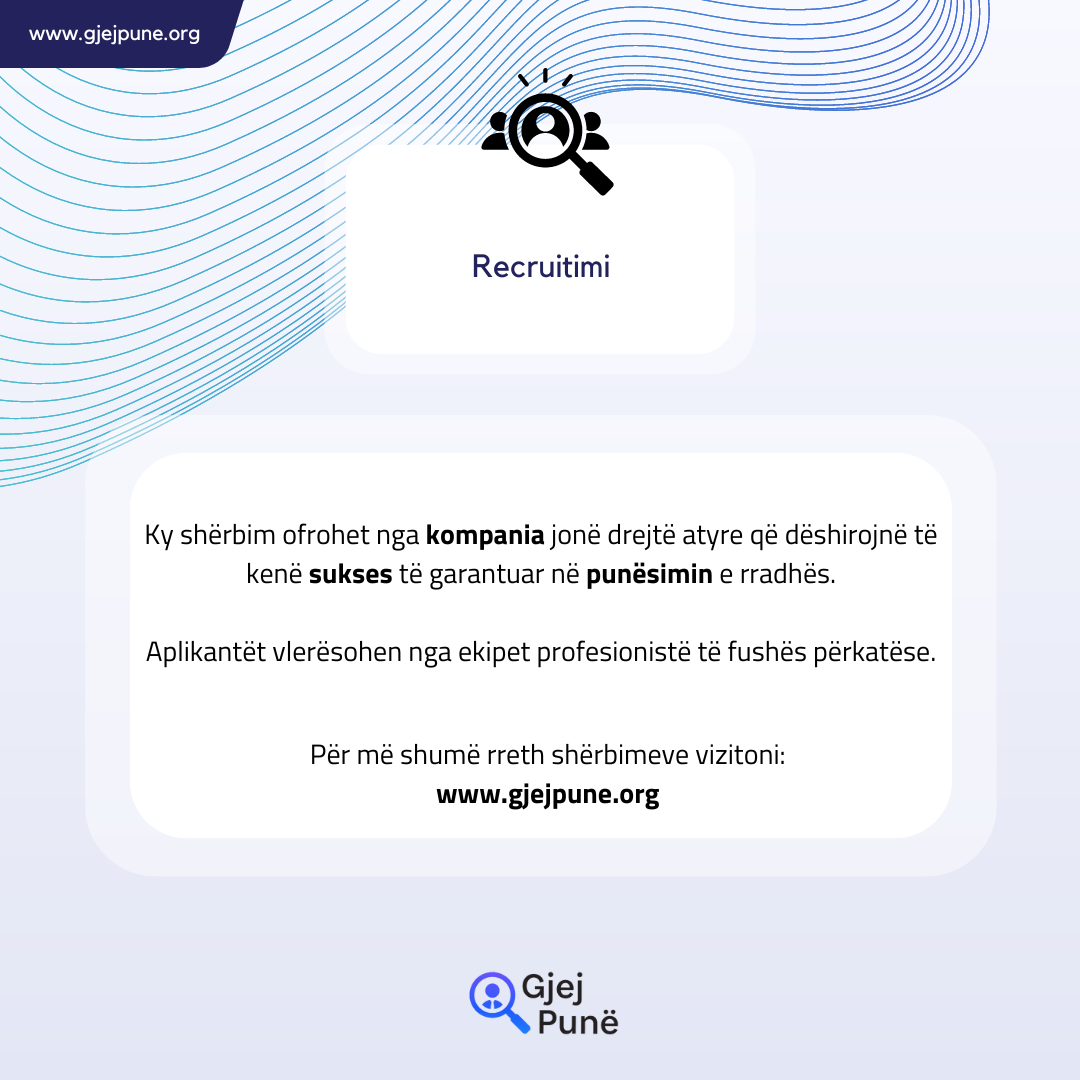 www.gjejpune.org
Recruitimi
Ky shërbim ofrohet nga kompania jonë drejtë atyre që dëshirojnë të
kenë sukses të garantuar në punësimin e rradhës.
Aplikantët vlerësohen nga ekipet profesionistë të fushës përkatëse.
Për më shumë rreth shërbimeve vizitoni:
www.gjejpune.org
Gjej
Punë